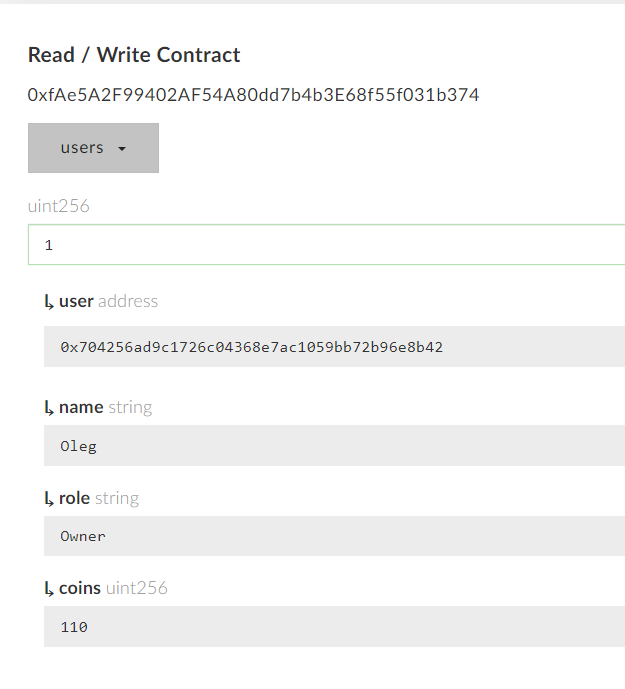 Read / Write Contract
0xfAe5A2F99402AF54A80dd7b4b3E68f55f031b374
users
uint256
1
user address
0x704256ad9c1726c04368e7ac1059bb72b96e8b42
name string
Oleg
role string
Owner
coins uint256
110